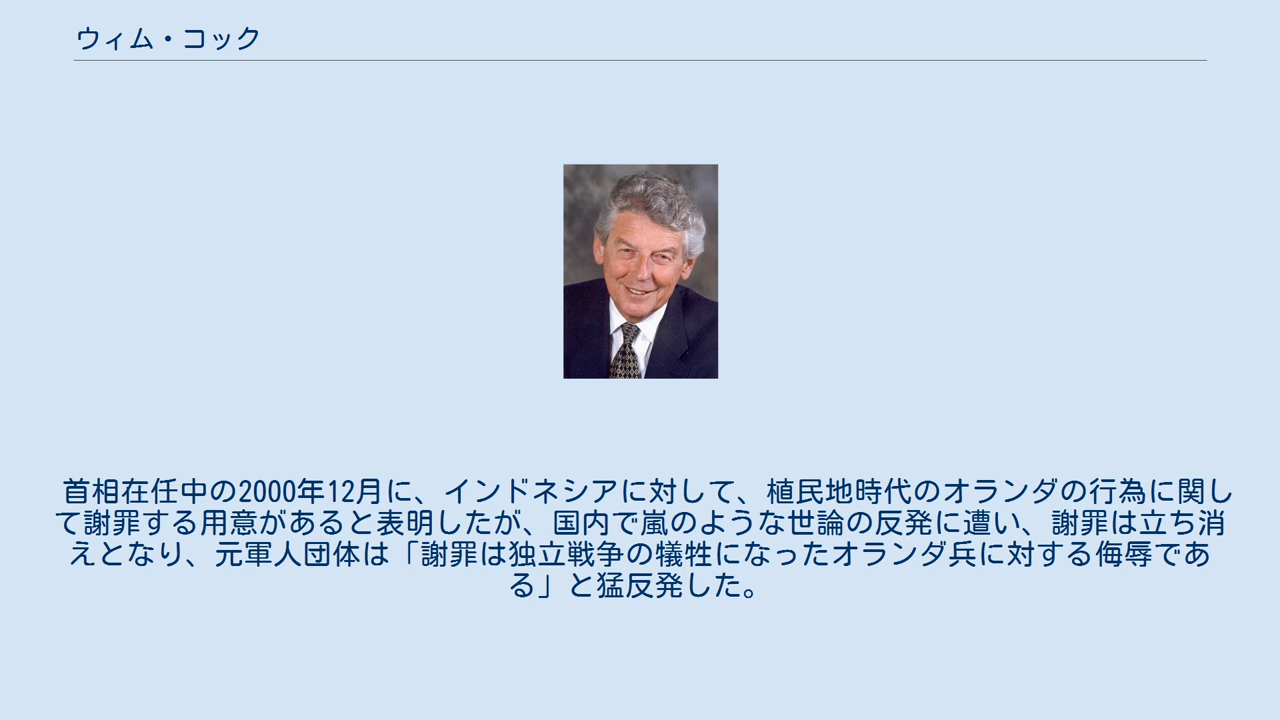 ウィム・コック
首相在任中の2000年12月に、インドネシアに対して、植民地時代のオランダの行為に関し
て謝罪する用意があると表明したが、国内で嵐のような世論の反発に遭い、謝罪は立ち消
えとなり、元軍人団体は「謝罪は独立戦争の犠牲になったオランダ兵に対する侮辱であ
る」と猛反発した。